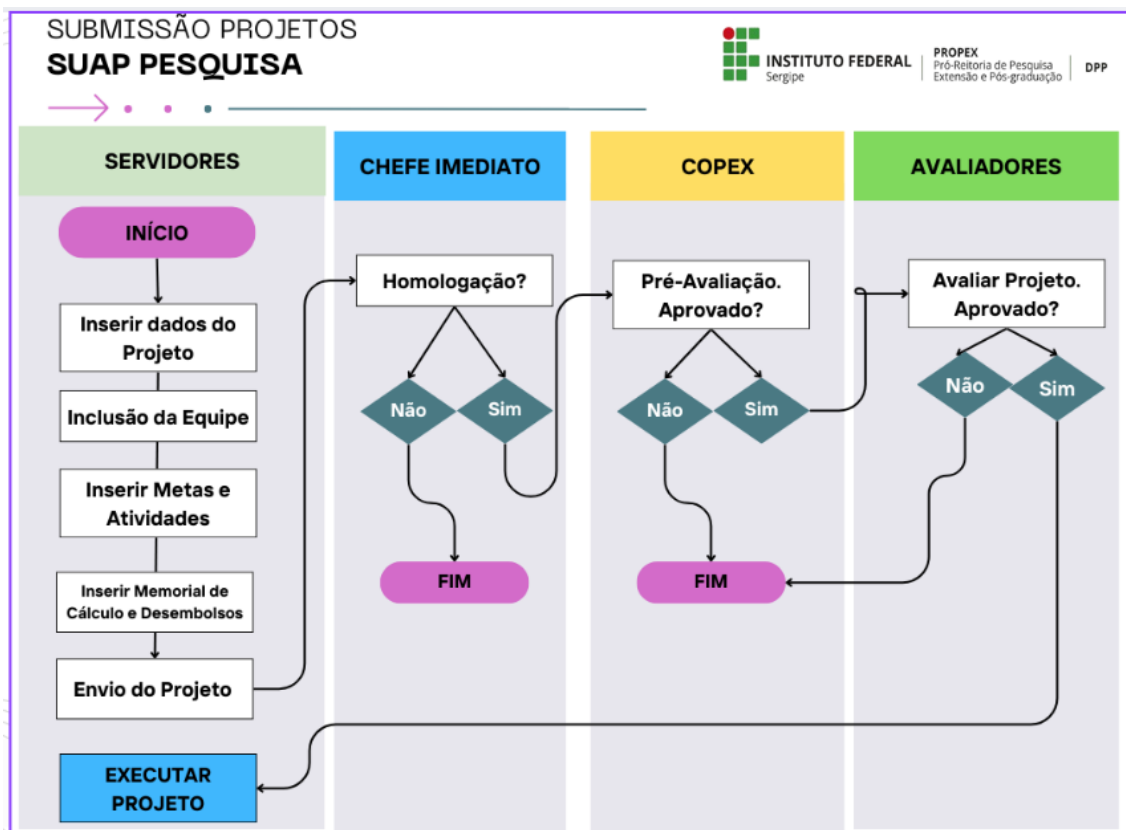 SUBMISSÃO PROJETOS
SUAP PESQUISA
INSTITUTO FEDERAL
Sergipe
PROPEX
Pró-Reitoria de Pesquisa
Extensão e Pós-graduação
DPP
SERVIDORES
INÍCIO
Inserir dados do
Projeto
Inclusão da Equipe
Inserir Metas e
Atividades
Inserir Memorial de
Cálculo e Desembolsos
Envio do Projeto
EXECUTAR
PROJETO
CHEFE IMEDIATO
Homologação?
Não
Sim
FIM
COPEX
Pré-Avaliação.
Aprovado?
Não
Sim
FIM
AVALIADORES
Avaliar Projeto.
Aprovado?
Não
Sim